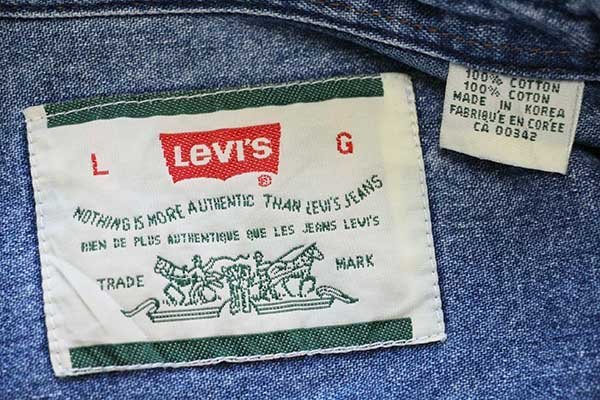 L LEVI'S G
®
NOTHING IS MORE AUTHENTIC THAN LEVI'S JEANS
RIEN DE PLUS AUTHENTIQUE QUE LES JEANS LEVI'S
TRADE MARK
100% COTTON
100% COTON
MADE IN KOREA
FABRIQUE EN COREE
CA 00342